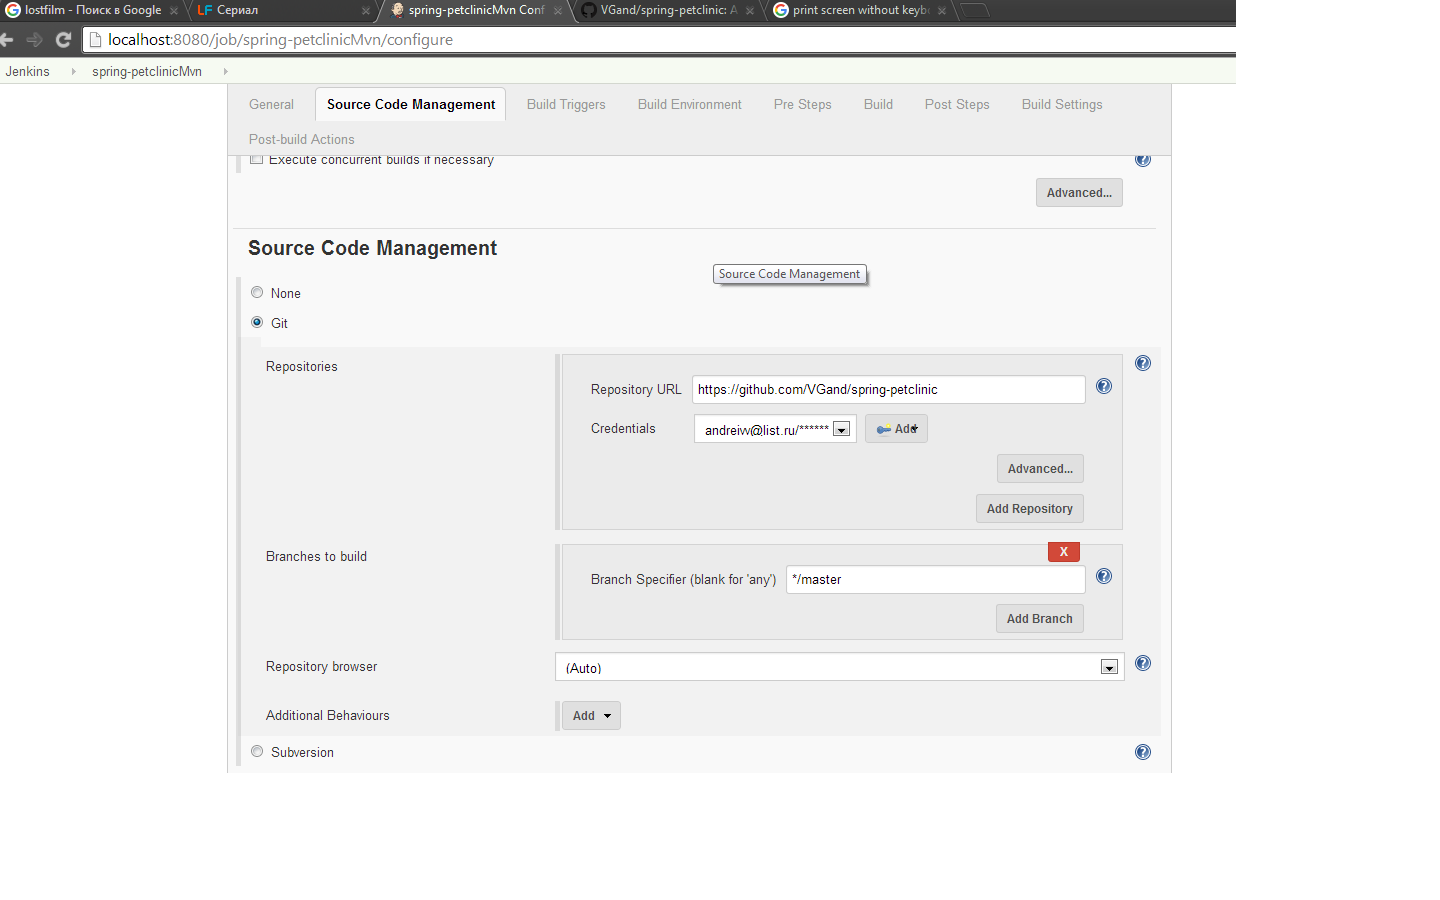 lostfilm - Поиск в Google
LF Сериал
spring-petclinicMvn Conf
VGand/spring-petclinic: A
print screen without keyb
localhost:8080/job/spring-petclinicMvn/configure
Jenkins spring-petclinicMvn
General Source Code Management Build Triggers Build Environment Pre Steps Build Post Steps Build Settings
Post-build Actions
Execute concurrent builds if necessary
Advanced...
Source Code Management
Source Code Management
None
Git
Repositories
Repository URL https://github.com/VGand/spring-petclinic
Credentials andreivv@list.ru/****** Add
Advanced...
Add Repository
Branches to build
X
Branch Specifier (blank for 'any') */master
Add Branch
Repository browser (Auto)
Additional Behaviours Add
Subversion